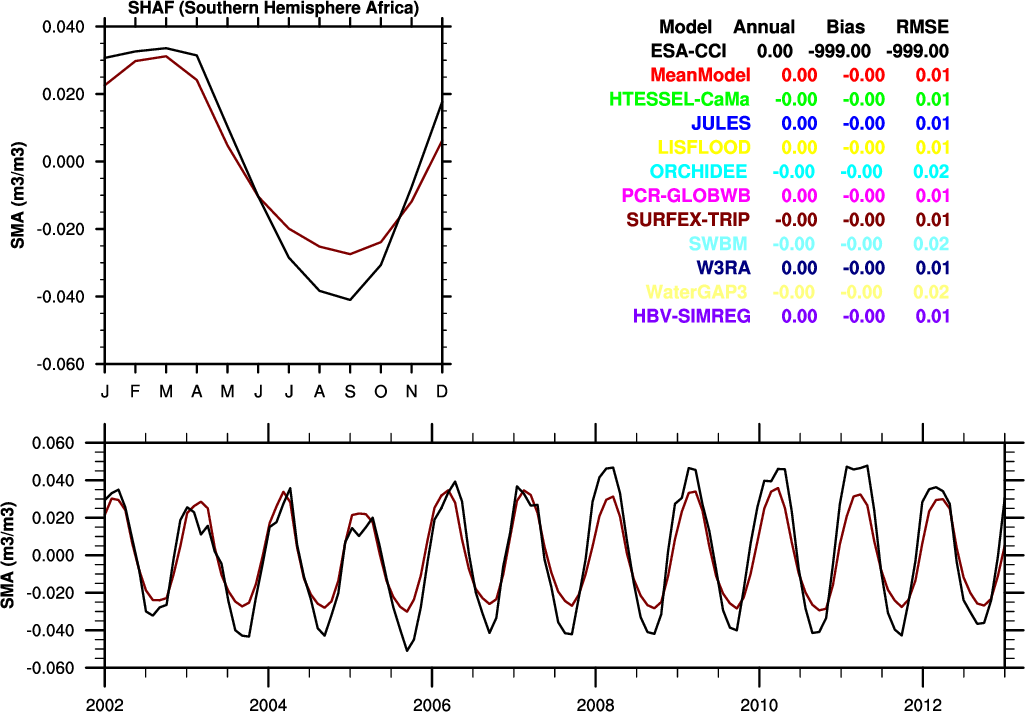 SHAF (Southern Hemisphere Africa)
0.040
0.020
0.000
-0.020
-0.040
-0.060
SMA (m3/m3)
J F M A M J J A S O N D
Model Annual Bias RMSE
ESA-CCI 0.00 -999.00 -999.00
MeanModel 0.00 -0.00 0.01
HTESSEL-CaMa -0.00 -0.00 0.01
JULES 0.00 -0.00 0.01
LISFLOOD 0.00 -0.00 0.01
ORCHIDEE -0.00 -0.00 0.02
PCR-GLOBWB 0.00 -0.00 0.01
SURFEX-TRIP -0.00 -0.00 0.01
SWBM -0.00 -0.00 0.02
W3RA 0.00 -0.00 0.01
WaterGAP3 -0.00 -0.00 0.02
HBV-SIMREG 0.00 -0.00 0.01
0.060
0.040
0.020
0.000
-0.020
-0.040
-0.060
SMA (m3/m3)
2002 2004 2006 2008 2010 2012